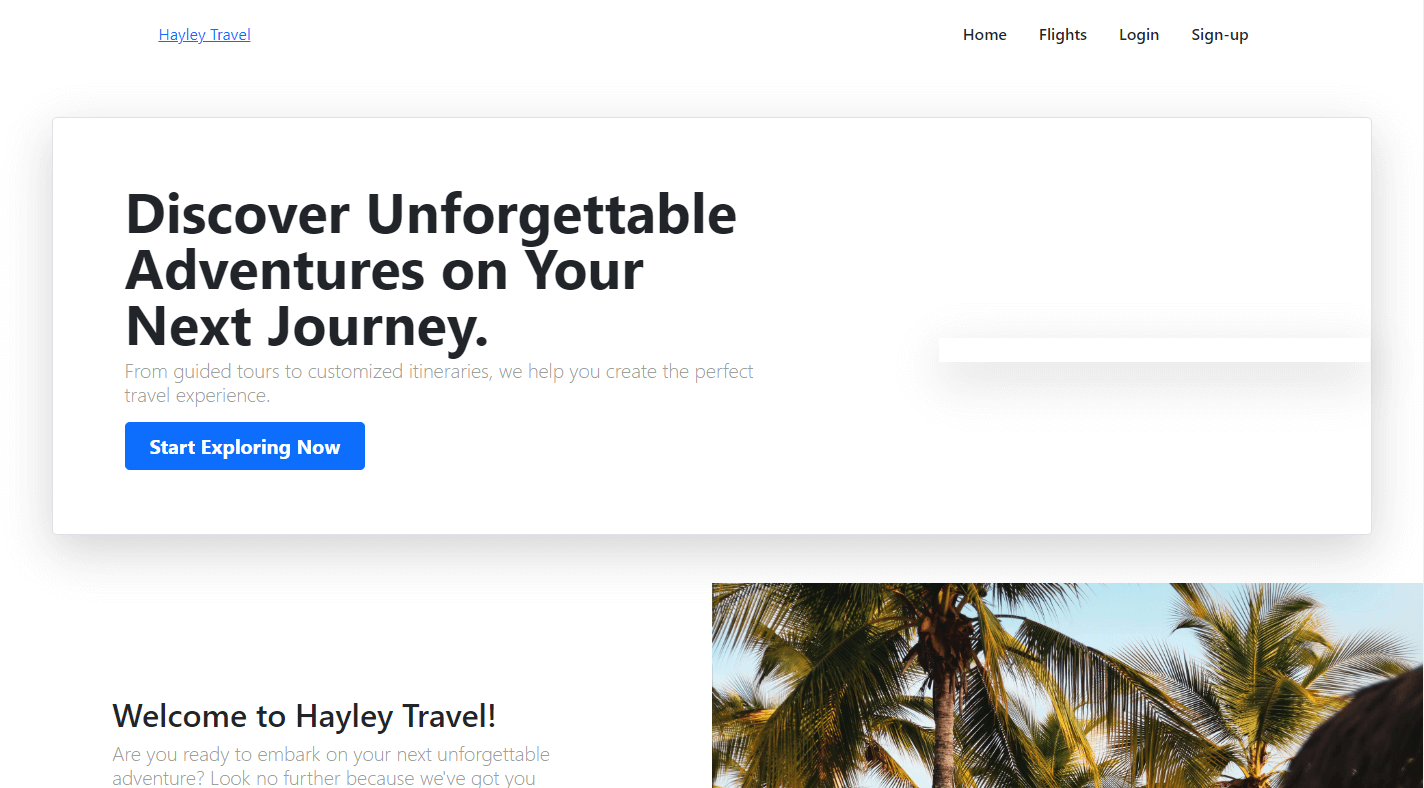 Hayley Travel
Home Flights Login Sign-up
Discover Unforgettable
Adventures on Your
Next Journey.
From guided tours to customized itineraries, we help you create the perfect
travel experience.
Start Exploring Now
Welcome to Hayley Travel!
Are you ready to embark on your next unforgettable
adventure? Look no further because we've got you